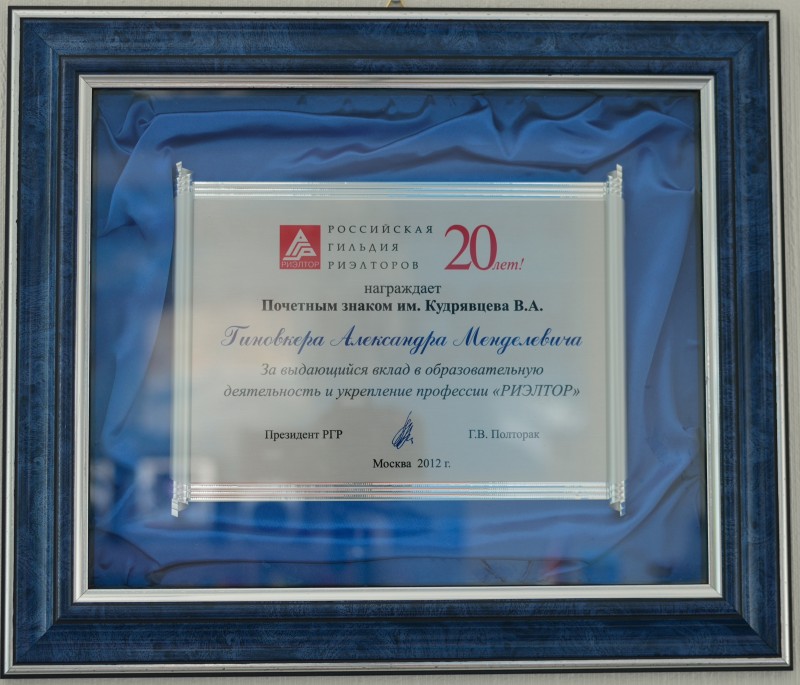 РОССИЙСКАЯ
ГИЛЬДИЯ
РИЭЛТОРОВ
РИЭЛТОР
20 лет!
награждает
Почетным знаком им. Кудрявцева В.А.
Гиновкера Александра Менделевича
За выдающийся вклад в образовательную
деятельность и укрепление профессии «РИЭЛТОР»
Президент РГР Г.В. Полторак
Москва 2012 г.